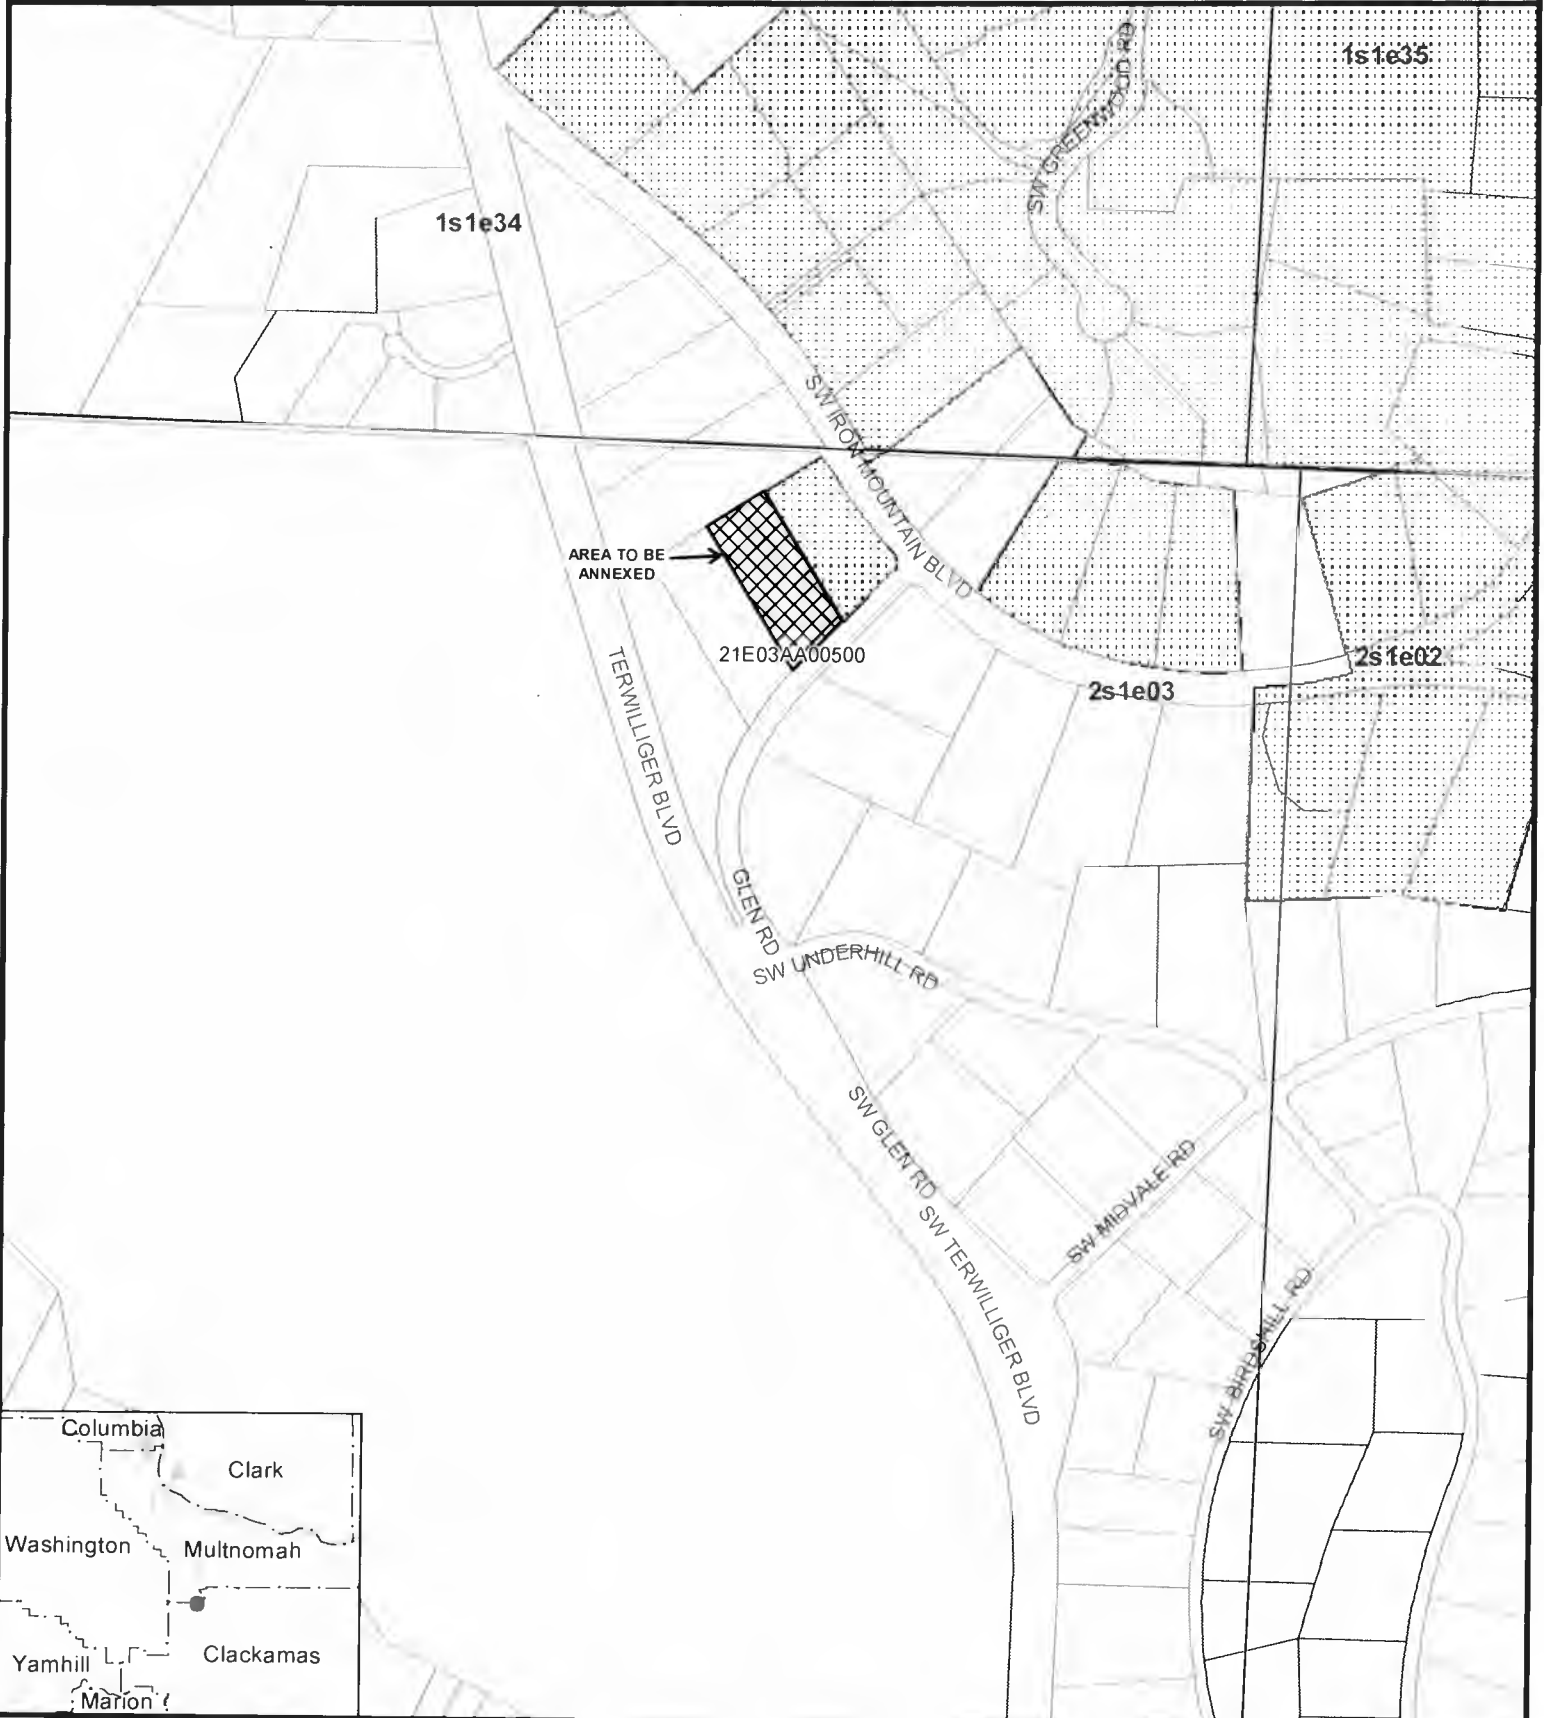 1s1e35
SW GREENWOOD RD
1s1e34
SW IRON MOUNTAIN BLVD
AREA TO BE
ANNEXED
21E03AA00500
2s1e02
2s1e03
TERWILLIGER BLVD
GLEN RD
SW UNDERHILL RD
SW GLEN RD
SW MIDVALE RD
SW TERWILLIGER BLVD
SW BIRDSHILL RD
Columbia
Clark
Washington
Multnomah
Yamhill
Clackamas
Marion